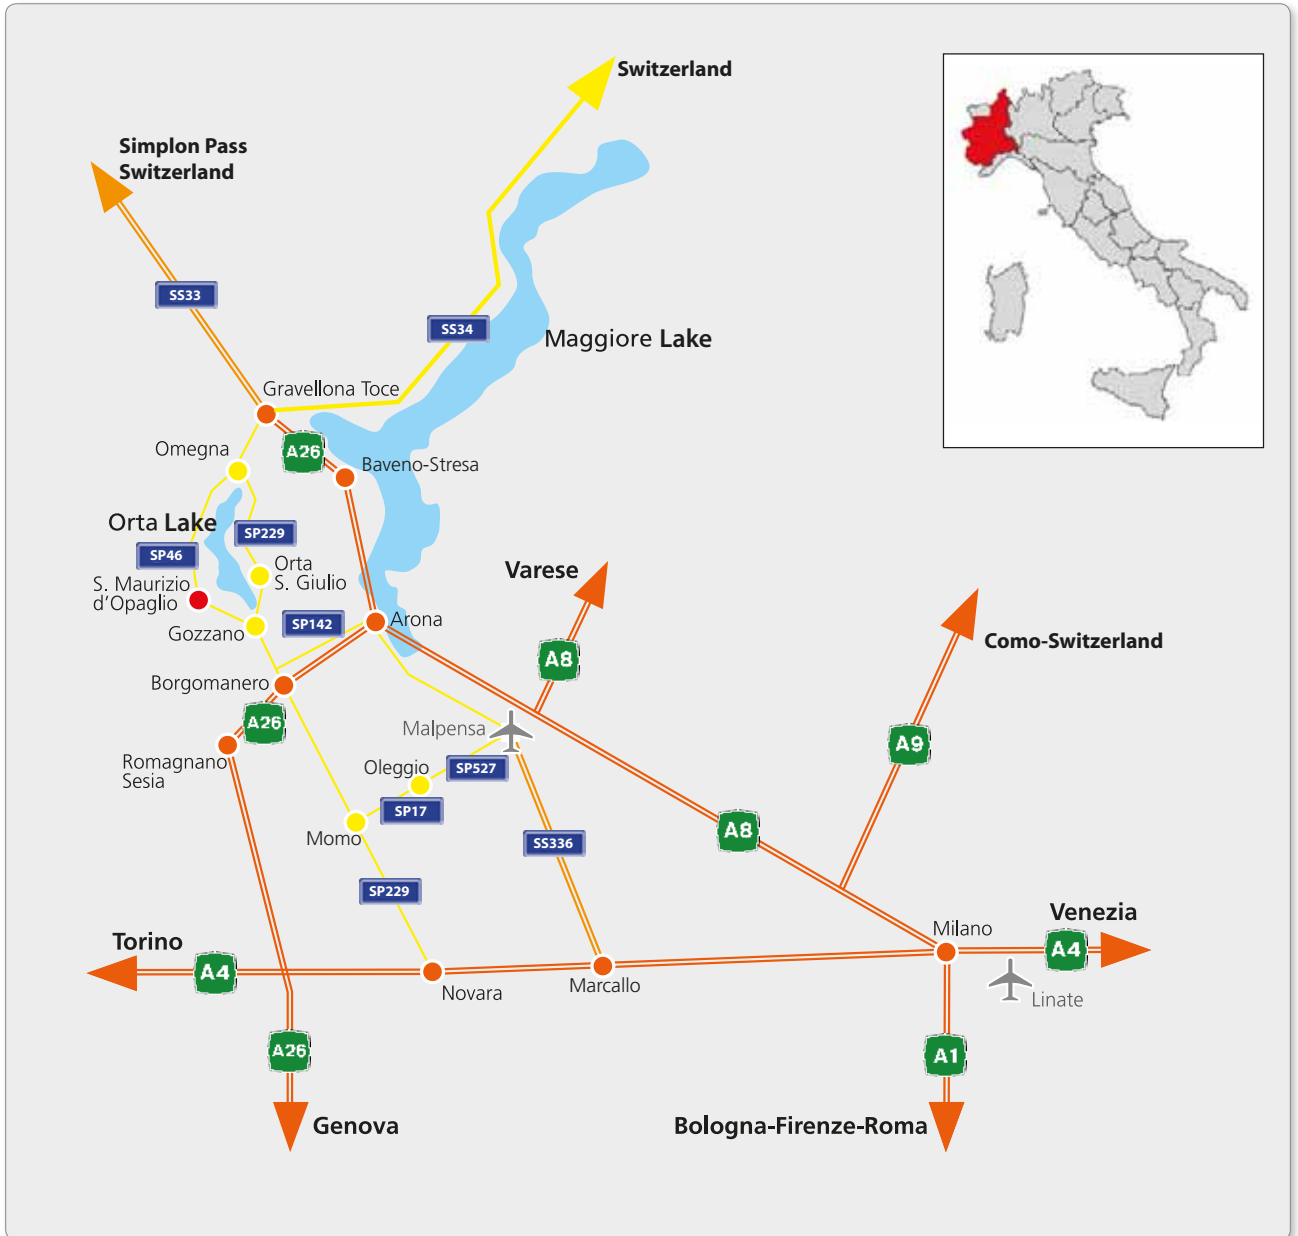 Switzerland
Simplon Pass
Switzerland
SS33
SS34
Maggiore Lake
Gravellona Toce
Omegna
A26
Baveno-Stresa
Orta Lake
SP229
SP46
Orta
S. Giulio
S. Maurizio
d'Opaglio
Varese
SP142
Arona
Gozzano
Como-Switzerland
A8
Borgomanero
A26
Malpensa
A9
Romagnano
Sesia
Oleggio
SP527
SP17
Momo
A8
SS336
SP229
Venezia
Milano
Torino
A4
A4
Novara
Marcallo
Linate
A26
A1
Genova
Bologna-Firenze-Roma